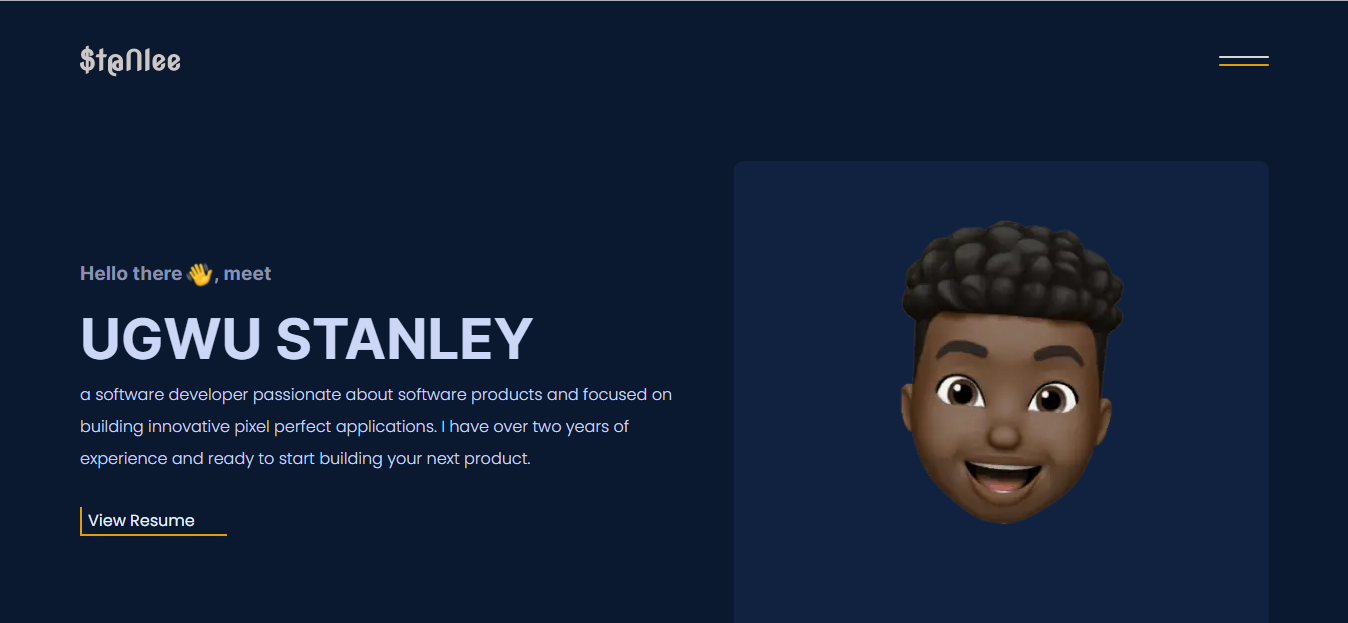 $t@nlee
Hello there 👋, meet
UGWU STANLEY
a software developer passionate about software products and focused on
building innovative pixel perfect applications. I have over two years of
experience and ready to start building your next product.
View Resume